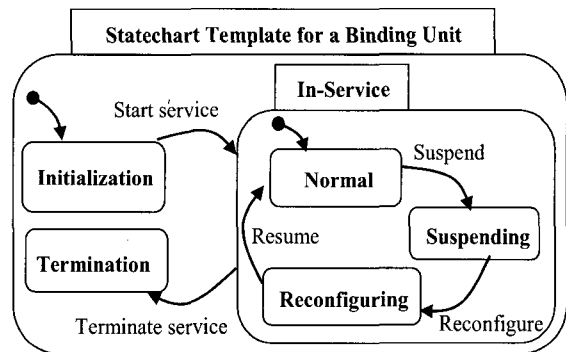 Statechart Template for a Binding Unit
In-Service
Start service
Initialization
Normal
Suspend
Suspending
Resume
Termination
Reconfiguring
Reconfigure
Terminate service